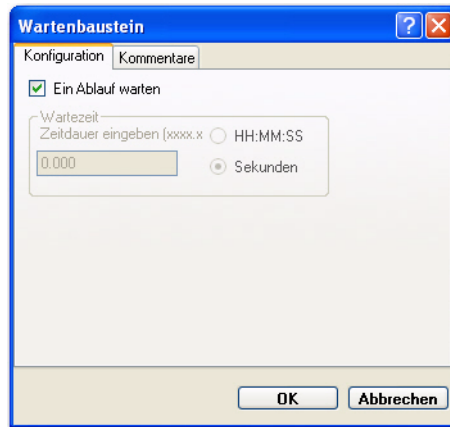 Wartenbaustein
Konfiguration Kommentare
Ein Ablauf warten
Wartezeit
Zeitdauer eingeben (xxxx.x HH:MM:SS
0.000 Sekunden
OK Abbrechen